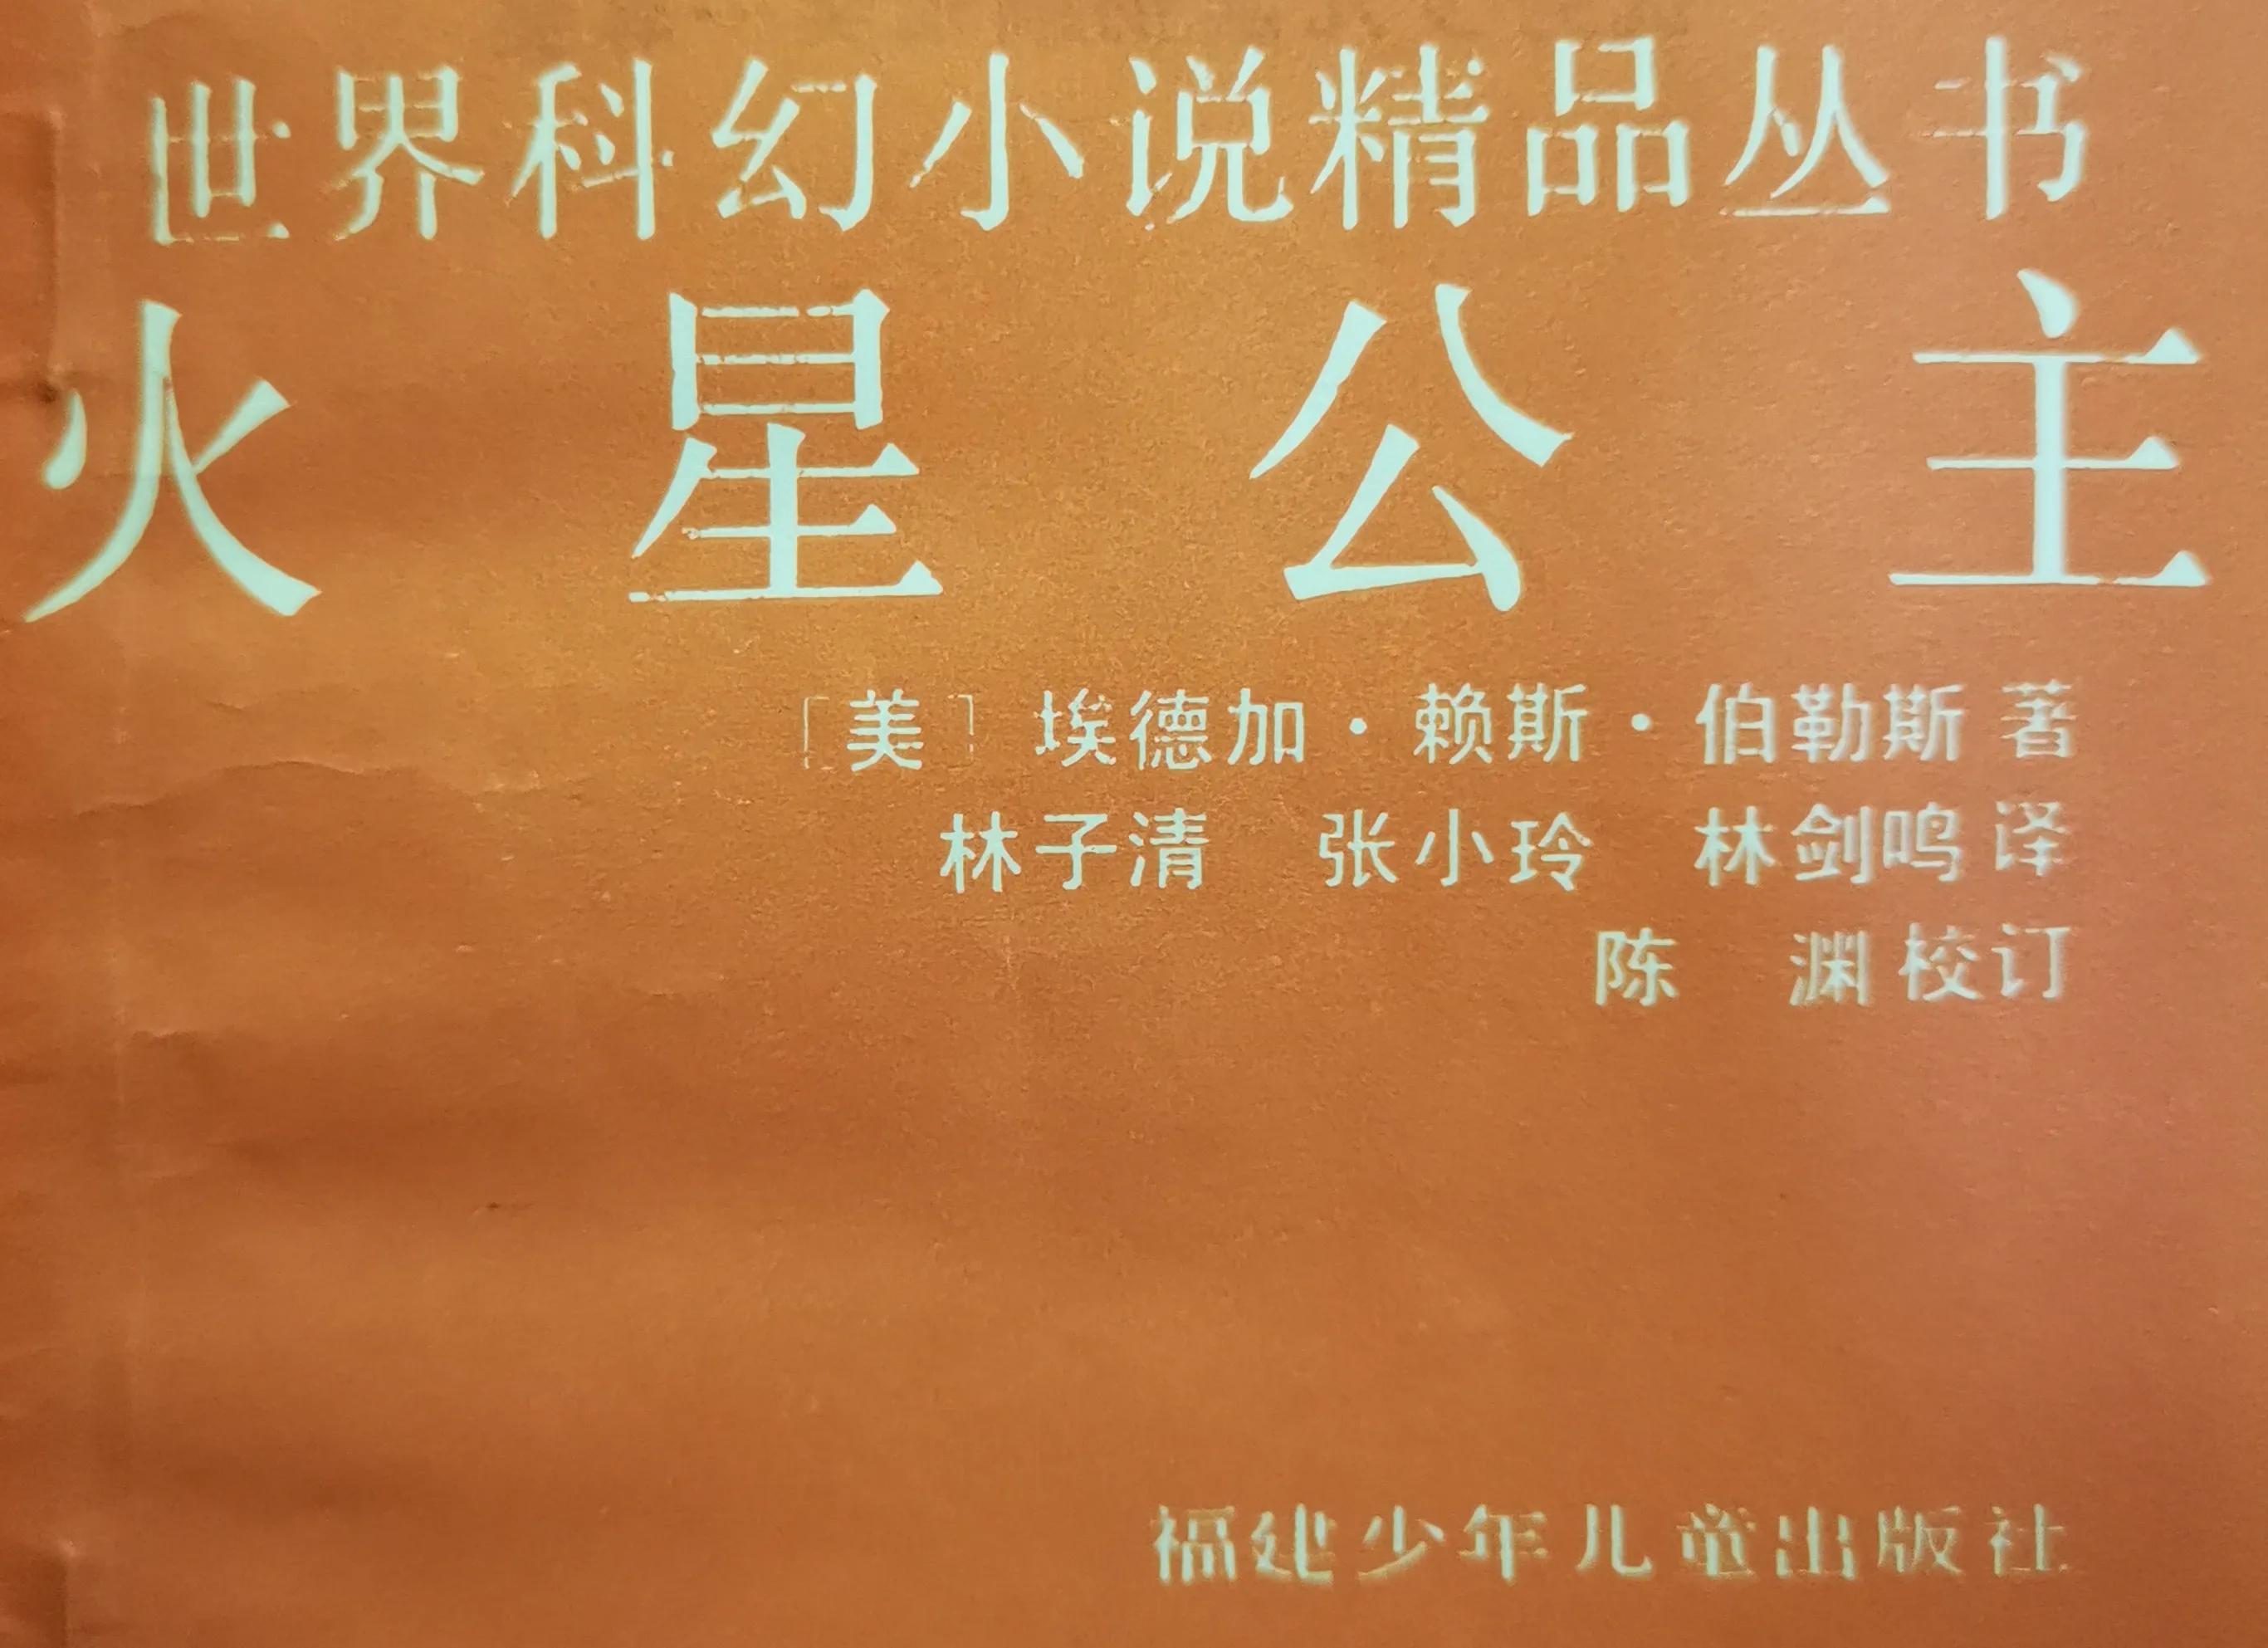 世界科幻小说精品丛书
火星公主
［美］埃德加·赖斯·伯勒斯 著
林子清 张小玲 林剑鸣 译
陈 渊 校订
福建少年儿童出版社